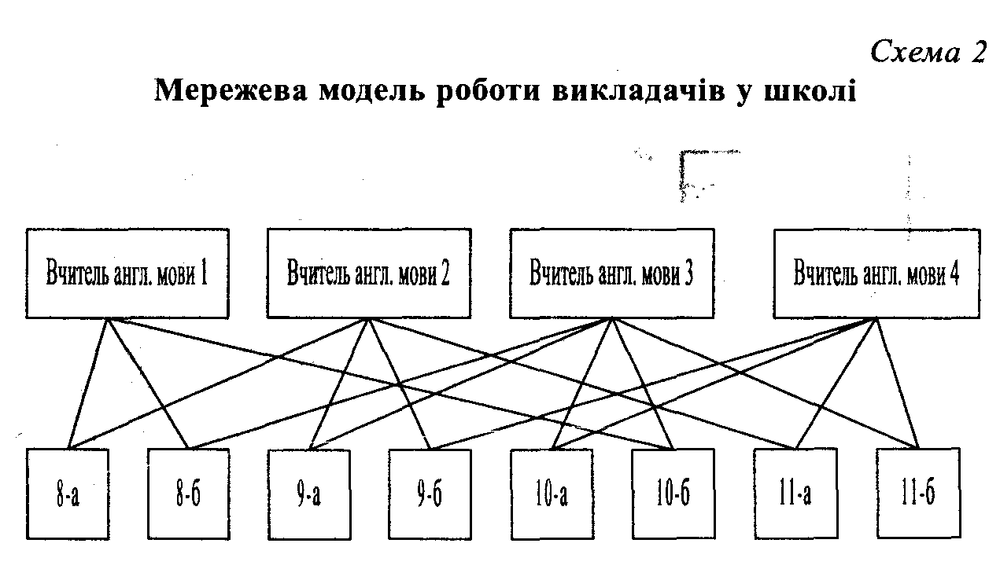 Схема 2
Мережева модель роботи викладачів у школі
Вчитель англ. мови 1
Вчитель англ. мови 2
Вчитель англ. мови 3
Вчитель англ. мови 4
8-а
8-б
9-а
9-б
10-а
10-б
11-а
11-б